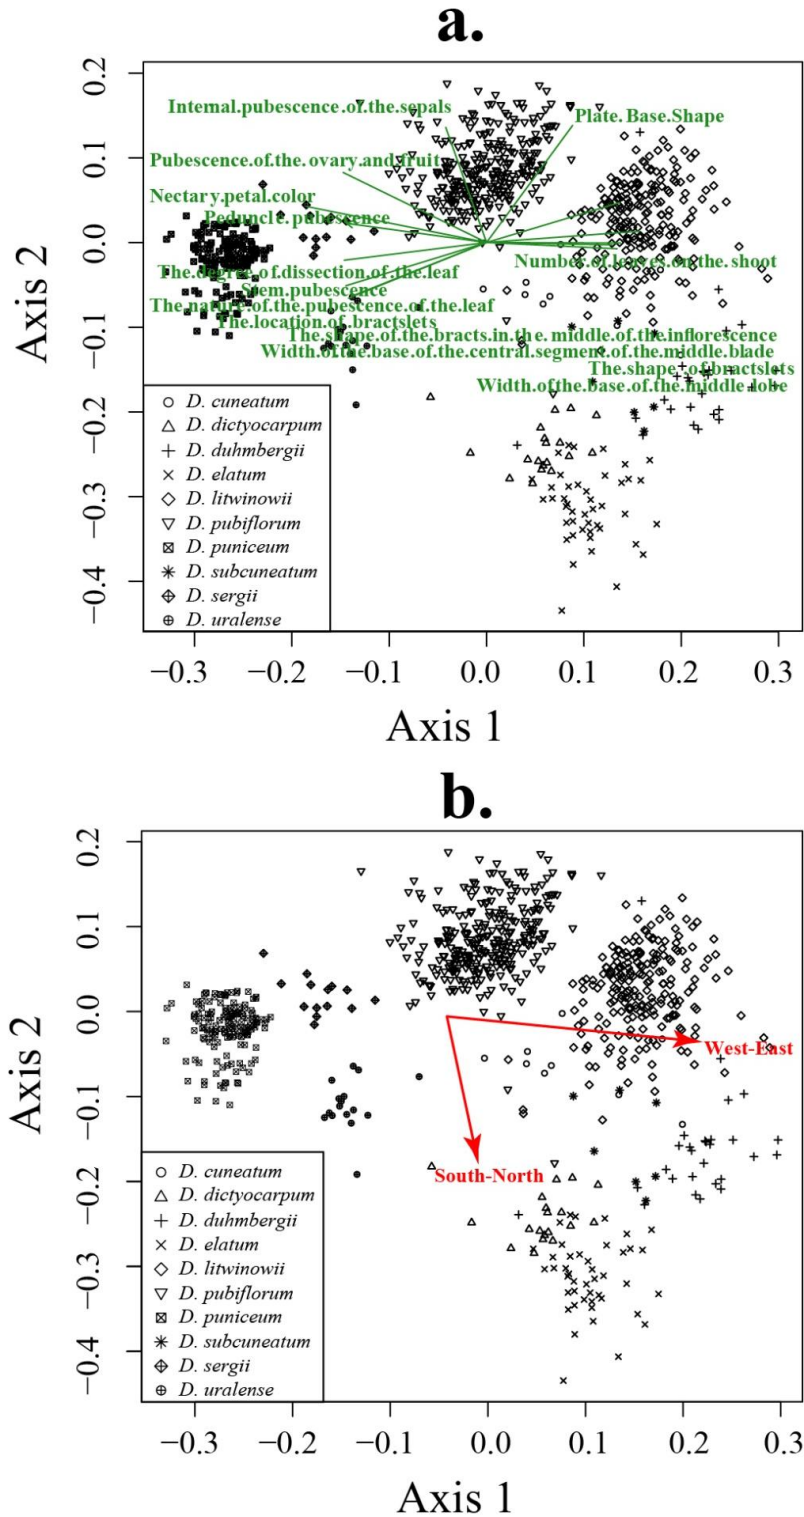 a.
Internal.pubescence.of.the.sepals
Plate.Base.Shape
Pubescence.of.the.ovary.and.fruit
Nectary.petal.color
Peduncle.pubescence
Number.of.leaves.on.the.shoot
The.degree.of.dissection.of.the.leaf
Stem.pubescence
The.nature.of.the.pubescence.of.the.leaf
The.location.of.bractslets
The.shape.of.the.bracts.in.the.middle.of.the.inflorescence
Width.of.the.base.of.the.central.segment.of.the.middle.blade
The.shape.of.bractslets
Width.of.the.base.of.the.middle.lobe
0.2
0.1
0.0
−0.1
−0.2
−0.3
−0.4
Axis 2
D. cuneatum
D. dictyocarpum
D. duhmbergii
D. elatum
D. litwinowii
D. pubiflorum
D. puniceum
D. subcuneatum
D. sergii
D. uralense
−0.3 −0.2 −0.1 0.0 0.1 0.2 0.3
Axis 1
b.
0.2
0.1
0.0
−0.1
−0.2
−0.3
−0.4
Axis 2
West-East
South-North
D. cuneatum
D. dictyocarpum
D. duhmbergii
D. elatum
D. litwinowii
D. pubiflorum
D. puniceum
D. subcuneatum
D. sergii
D. uralense
−0.3 −0.2 −0.1 0.0 0.1 0.2 0.3
Axis 1